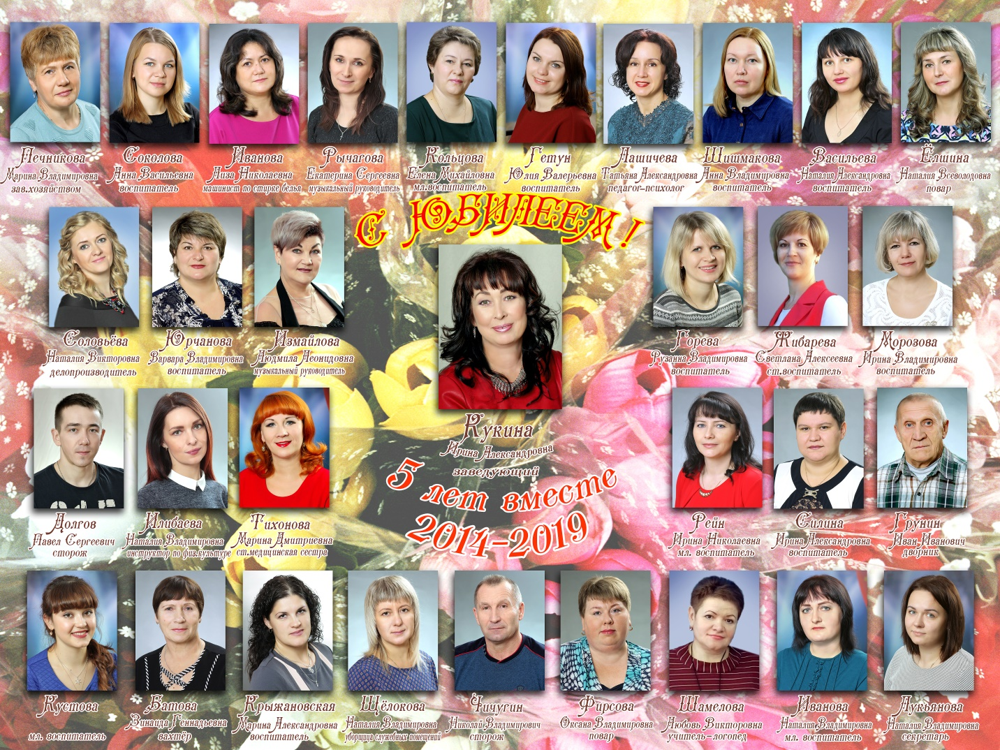 Печникова
Марина Владимировна
зав.хозяйством
Соколова
Анна Васильевна
воспитатель
Иванова
Лиза Николаевна
машинист по стирке белья
Рычагова
Екатерина Сергеевна
музыкальный руководитель
Кольцова
Елена Михайловна
мл.воспитатель
Гетун
Юлия Валерьевна
воспитатель
Лашичева
Татьяна Александровна
педагог-психолог
Шишмакова
Анна Владимировна
воспитатель
Васильева
Наталия Александровна
воспитатель
Ёлшина
Наталия Всеволодовна
повар
С ЮБИЛЕЕМ!
Соловьёва
Наталия Викторовна
делопроизводитель
Юрчанова
Варвара Владимировна
воспитатель
Измайлова
Людмила Леонидовна
музыкальный руководитель
Горева
Рузанна Владимировна
воспитатель
Жибарева
Светлана Алексеевна
ст.воспитатель
Морозова
Ирина Владимировна
воспитатель
Кукина
Ирина Александровна
заведующий
5 лет вместе
2014-2019
Долгов
Павел Сергеевич
сторож
Илибаева
Наталия Владимировна
инструктор по физ.культуре
Тихонова
Марина Дмитриевна
ст.медицинская сестра
Рейн
Ирина Николаевна
мл. воспитатель
Силина
Ирина Александровна
воспитатель
Грунин
Иван Иванович
дворник
Кустова
мл. воспитатель
Батова
Зинаида Геннадьевна
вахтёр
Крыжановская
Марина Александровна
воспитатель
Щёлокова
Наталия Владимировна
уборщица служебных помещений
Чичугин
Николай Владимирович
сторож
Фирсова
Оксана Владимировна
повар
Шамелова
Любовь Викторовна
учитель-логопед
Иванова
Наталия Владимировна
мл. воспитатель
Лукьянова
Наталия Владимировна
секретарь